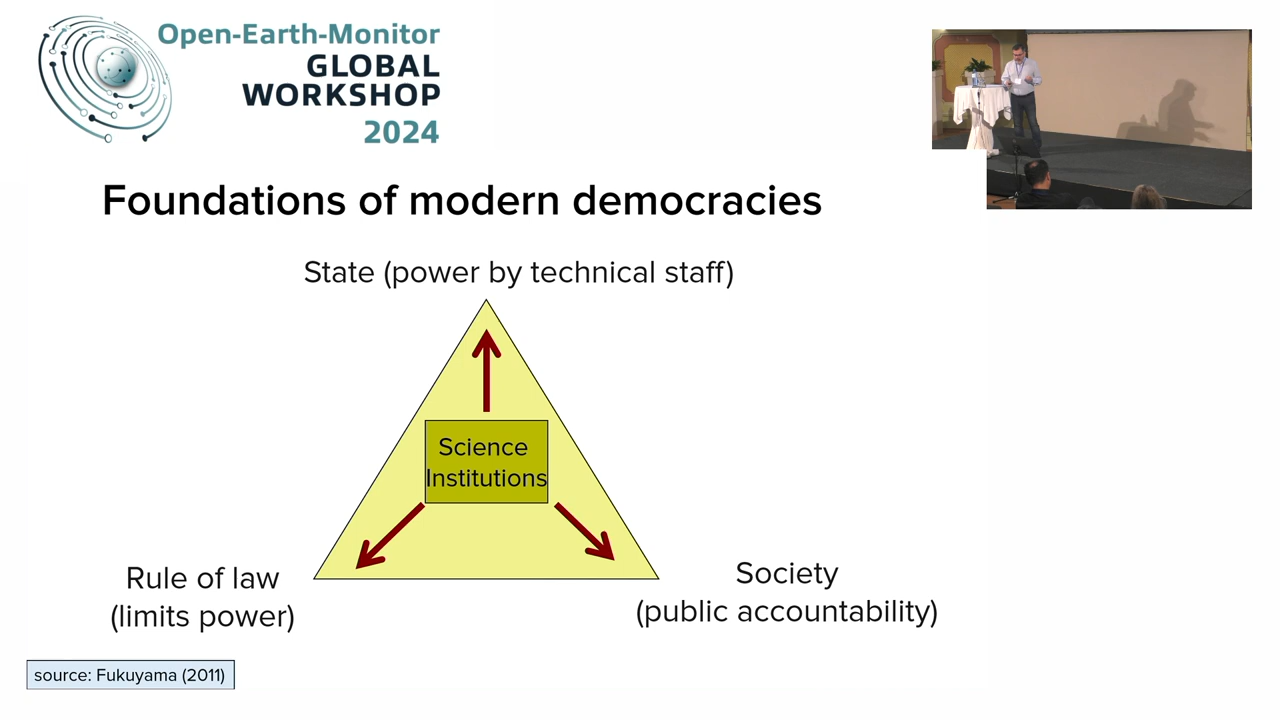 Open-Earth-Monitor
GLOBAL
WORKSHOP
2024
Foundations of modern democracies
State (power by technical staff)
Science
Institutions
Rule of law
(limits power)
Society
(public accountability)
source: Fukuyama (2011)